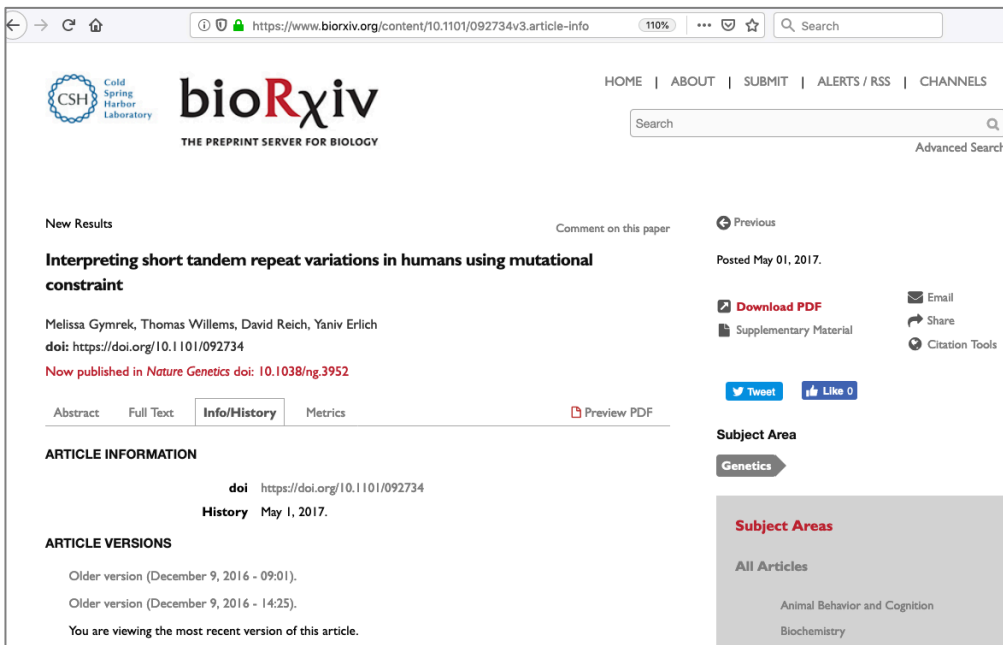 https://www.biorxiv.org/content/10.1101/092734v3.article-info
110%
Search
CSH Cold Spring Harbor Laboratory
bioRχiv
THE PREPRINT SERVER FOR BIOLOGY
HOME | ABOUT | SUBMIT | ALERTS / RSS | CHANNELS
Search
Advanced Search
New Results
Comment on this paper
Interpreting short tandem repeat variations in humans using mutational
constraint
Melissa Gymrek, Thomas Willems, David Reich, Yaniv Erlich
doi: https://doi.org/10.1101/092734
Now published in Nature Genetics doi: 10.1038/ng.3952
Abstract Full Text Info/History Metrics Preview PDF
ARTICLE INFORMATION
doi https://doi.org/10.1101/092734
History May 1, 2017.
ARTICLE VERSIONS
Older version (December 9, 2016 - 09:01).
Older version (December 9, 2016 - 14:25).
You are viewing the most recent version of this article.
Previous
Posted May 01, 2017.
Download PDF
Supplementary Material
Email
Share
Citation Tools
Tweet
Like 0
Subject Area
Genetics
Subject Areas
All Articles
Animal Behavior and Cognition
Biochemistry